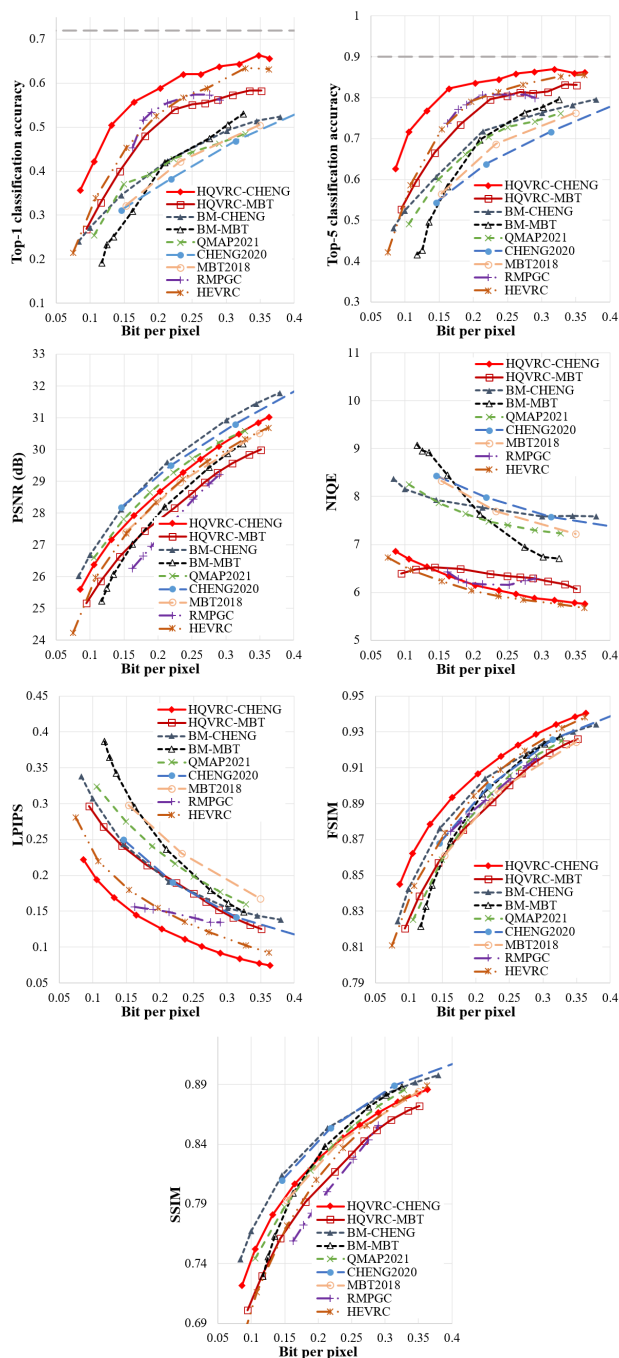 Top-1 classification accuracy
0.7
0.6
0.5
0.4
0.3
0.2
0.1
0.05 0.1 0.15 0.2 0.25 0.3 0.35 0.4
Bit per pixel
HQVRC-CHENG
HQVRC-MBT
BM-CHENG
BM-MBT
QMAP2021
CHENG2020
MBT2018
RMPGC
HEVRC
Top-5 classification accuracy
1
0.9
0.8
0.7
0.6
0.5
0.4
0.3
0.05 0.1 0.15 0.2 0.25 0.3 0.35 0.4
Bit per pixel
HQVRC-CHENG
HQVRC-MBT
BM-CHENG
BM-MBT
QMAP2021
CHENG2020
MBT2018
RMPGC
HEVRC
PSNR (dB)
33
32
31
30
29
28
27
26
25
24
0.05 0.1 0.15 0.2 0.25 0.3 0.35 0.4
Bit per pixel
HQVRC-CHENG
HQVRC-MBT
BM-CHENG
BM-MBT
QMAP2021
CHENG2020
MBT2018
RMPGC
HEVRC
NIQE
11
10
9
8
7
6
5
0.05 0.1 0.15 0.2 0.25 0.3 0.35 0.4
Bit per pixel
HQVRC-CHENG
HQVRC-MBT
BM-CHENG
BM-MBT
QMAP2021
CHENG2020
MBT2018
RMPGC
HEVRC
LPIPS
0.45
0.4
0.35
0.3
0.25
0.2
0.15
0.1
0.05
0.05 0.1 0.15 0.2 0.25 0.3 0.35 0.4
Bit per pixel
HQVRC-CHENG
HQVRC-MBT
BM-CHENG
BM-MBT
QMAP2021
CHENG2020
MBT2018
RMPGC
HEVRC
FSIM
0.95
0.93
0.91
0.89
0.87
0.85
0.83
0.81
0.79
0.05 0.1 0.15 0.2 0.25 0.3 0.35 0.4
Bit per pixel
HQVRC-CHENG
HQVRC-MBT
BM-CHENG
BM-MBT
QMAP2021
CHENG2020
MBT2018
RMPGC
HEVRC
SSIM
0.89
0.84
0.79
0.74
0.69
0.05 0.1 0.15 0.2 0.25 0.3 0.35 0.4
Bit per pixel
HQVRC-CHENG
HQVRC-MBT
BM-CHENG
BM-MBT
QMAP2021
CHENG2020
MBT2018
RMPGC
HEVRC